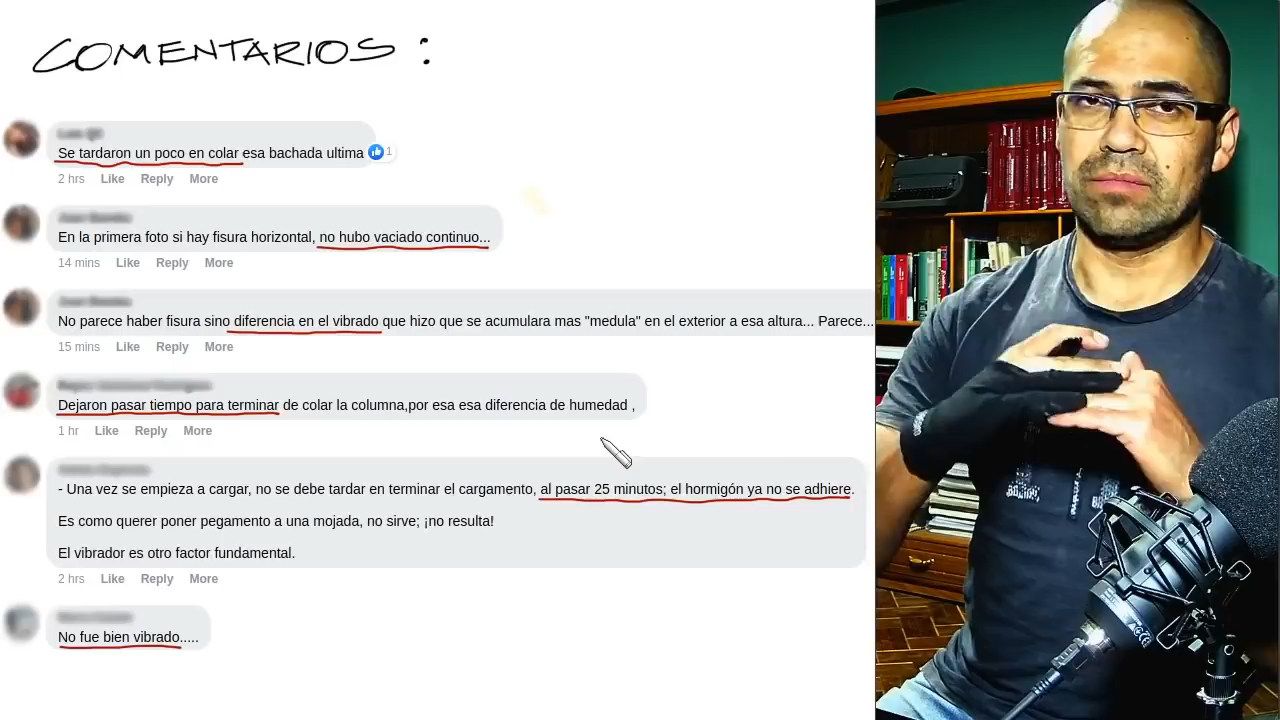 COMENTARIOS :
Se tardaron un poco en colar esa bachada ultima
1
2 hrs Like Reply More
En la primera foto si hay fisura horizontal, no hubo vaciado continuo...
14 mins Like Reply More
No parece haber fisura sino diferencia en el vibrado que hizo que se acumulara mas "medula" en el exterior a esa altura... Parece...
15 mins Like Reply More
Dejaron pasar tiempo para terminar de colar la columna,por esa esa diferencia de humedad ,
1 hr Like Reply More
- Una vez se empieza a cargar, no se debe tardar en terminar el cargamento, al pasar 25 minutos; el hormigón ya no se adhiere.
Es como querer poner pegamento a una mojada, no sirve; ¡no resulta!
El vibrador es otro factor fundamental.
2 hrs Like Reply More
No fue bien vibrado.....